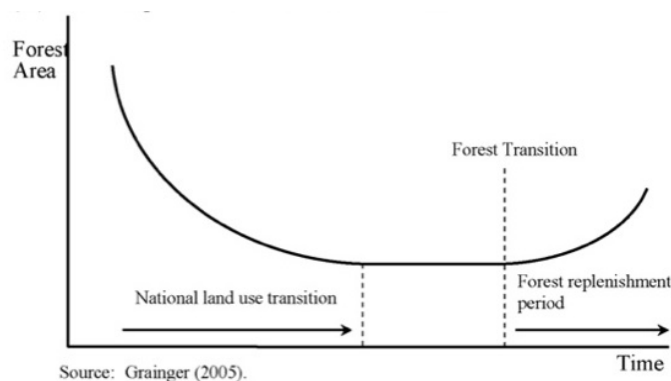 Forest
Area
Forest Transition
National land use transition
Forest replenishment
period
Time
Source: Grainger (2005).